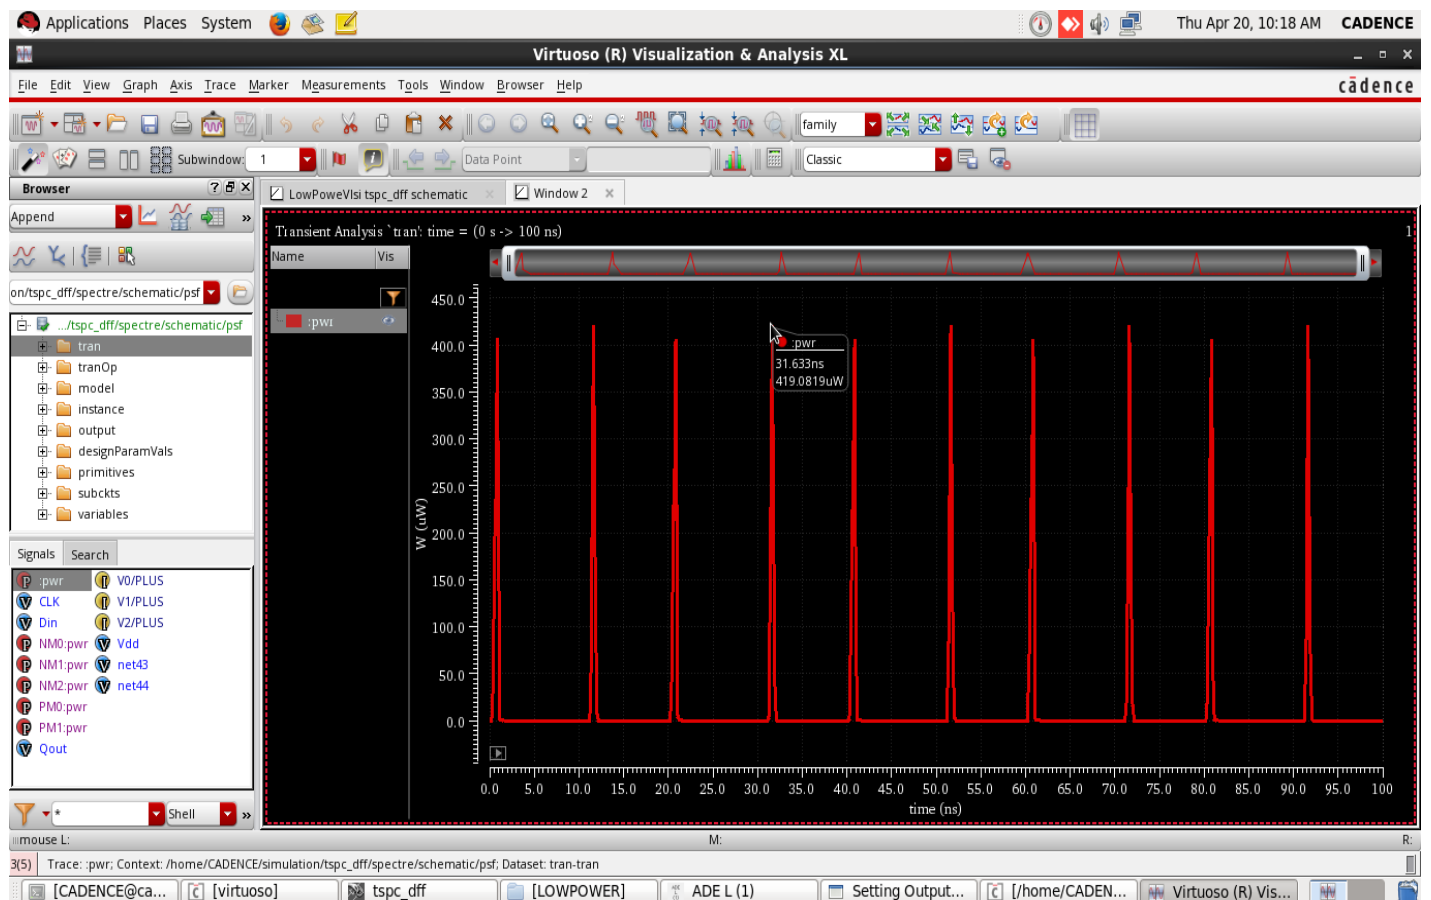 Applications Places System Thu Apr 20, 10:18 AM CADENCE
Virtuoso (R) Visualization & Analysis XL
File Edit View Graph Axis Trace Marker Measurements Tools Window Browser Help cādence
family
Subwindow: 1 Data Point Classic
Browser
LowPoweVlsi tspc_dff schematic
Window 2
Append
on/tspc_dff/spectre/schematic/psf
.../tspc_dff/spectre/schematic/psf
tran
tranOp
model
instance
output
designParamVals
primitives
subckts
variables
Signals Search
:pwr V0/PLUS
CLK V1/PLUS
Din V2/PLUS
NM0:pwr Vdd
NM1:pwr net43
NM2:pwr net44
PM0:pwr
PM1:pwr
Qout
* Shell
Transient Analysis `tran': time = (0 s -> 100 ns) 1
Name Vis
:pwr
450.0
400.0
350.0
300.0
250.0
200.0
150.0
100.0
50.0
0.0
W (uW)
:pwr
31.633ns
419.0819uW
0.0 5.0 10.0 15.0 20.0 25.0 30.0 35.0 40.0 45.0 50.0 55.0 60.0 65.0 70.0 75.0 80.0 85.0 90.0 95.0 100
time (ns)
mouse L: M: R:
3(5) Trace: :pwr; Context: /home/CADENCE/simulation/tspc_dff/spectre/schematic/psf; Dataset: tran-tran
[CADENCE@ca... [virtuoso] tspc_dff [LOWPOWER] ADE L (1) Setting Output... [/home/CADEN... Virtuoso (R) Vis...